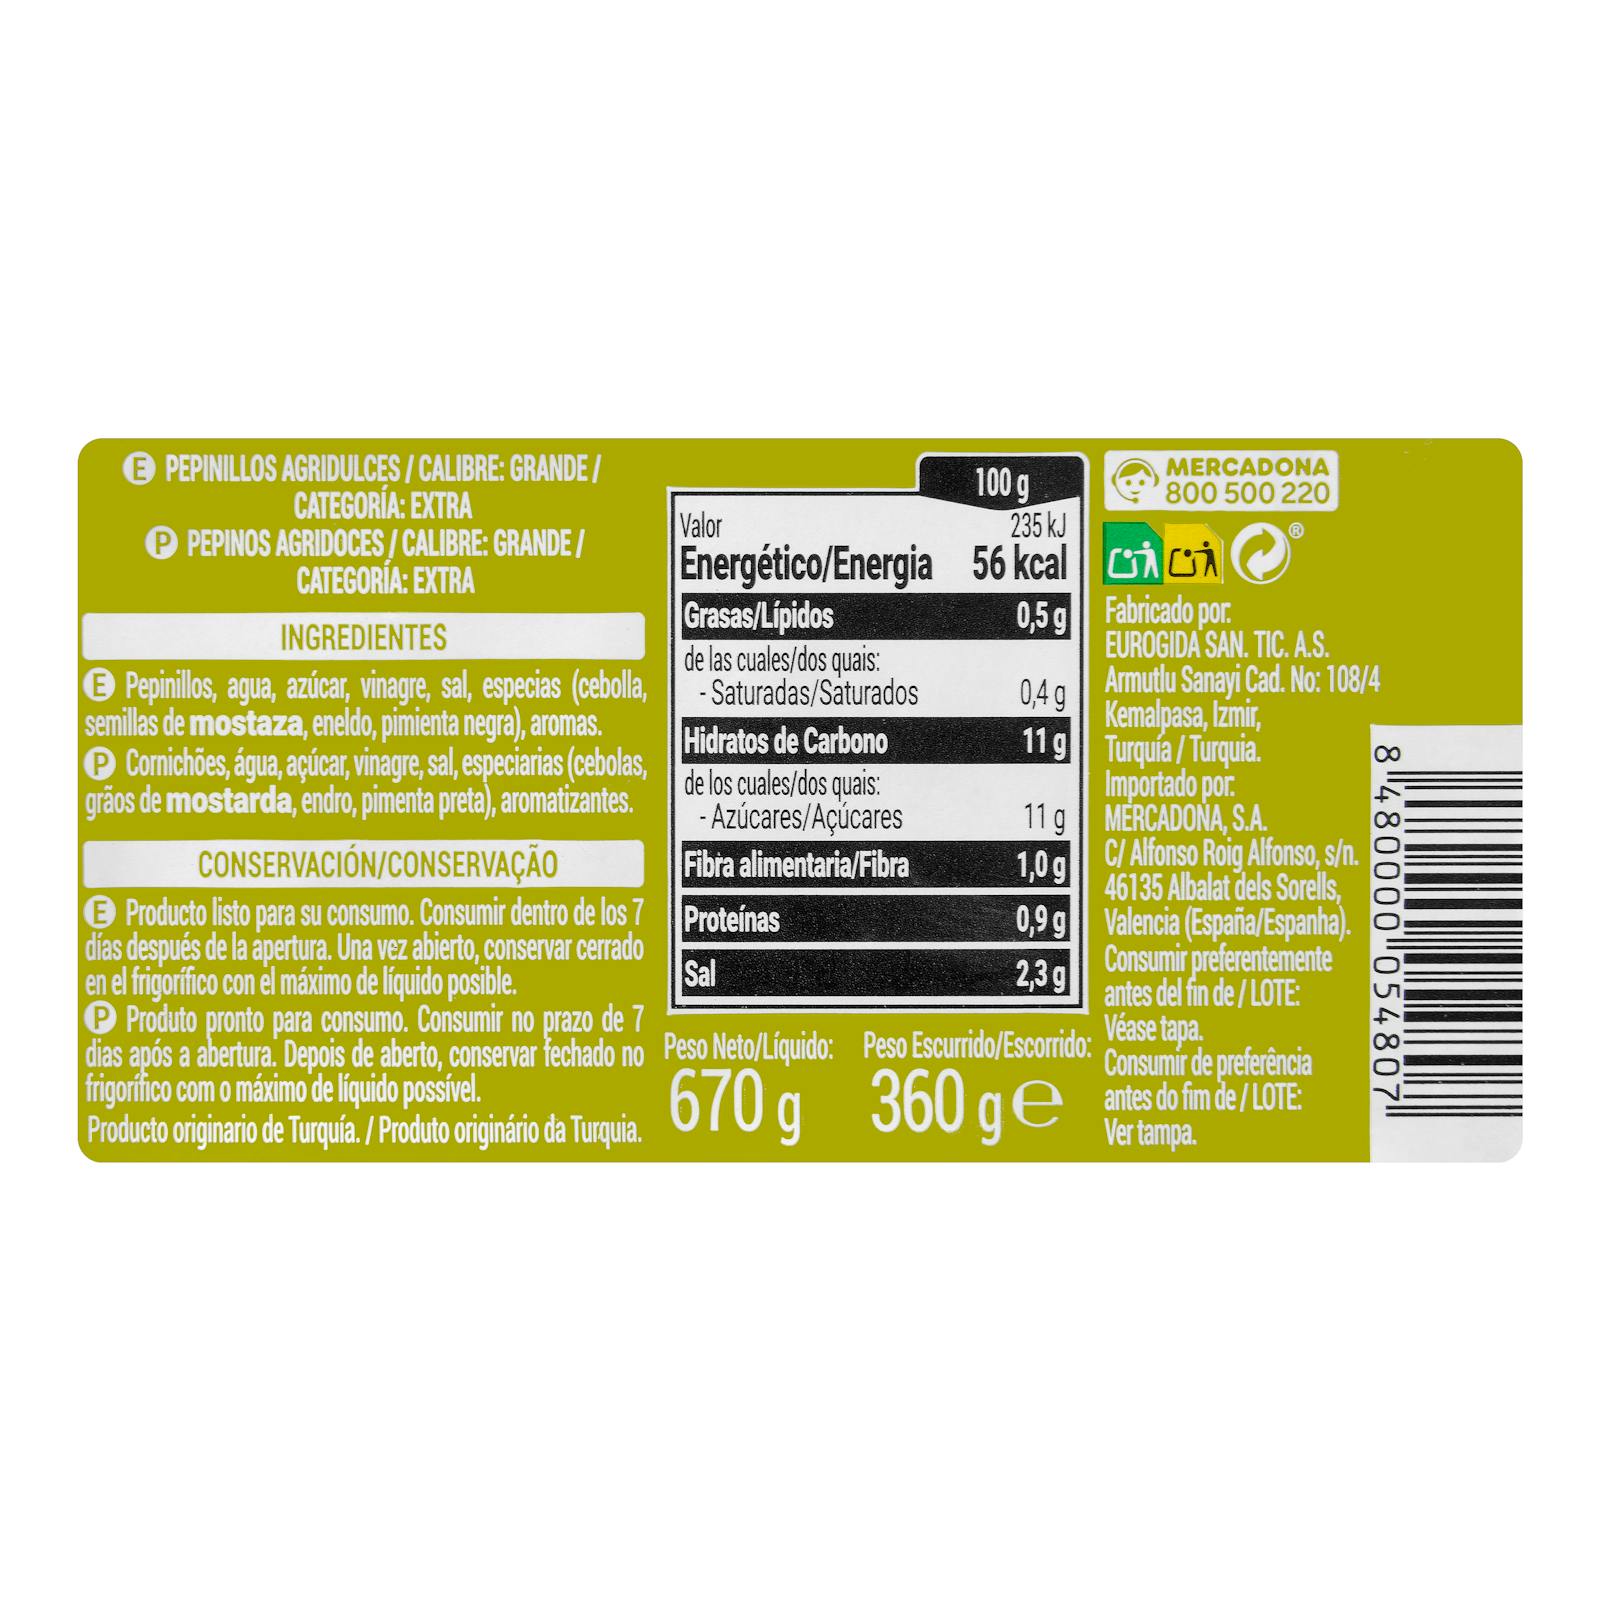 E PEPINILLOS AGRIDULCES / CALIBRE: GRANDE /
CATEGORÍA: EXTRA
P PEPINOS AGRIDOCES / CALIBRE: GRANDE /
CATEGORÍA: EXTRA
INGREDIENTES
E Pepinillos, agua, azúcar, vinagre, sal, especias (cebolla,
semillas de mostaza, eneldo, pimienta negra), aromas.
P Cornichões, água, açúcar, vinagre, sal, especiarias (cebolas,
grãos de mostarda, endro, pimenta preta), aromatizantes.
CONSERVACIÓN/CONSERVAÇÃO
E Producto listo para su consumo. Consumir dentro de los 7
días después de la apertura. Una vez abierto, conservar cerrado
en el frigorífico con el máximo de líquido posible.
P Produto pronto para consumo. Consumir no prazo de 7
dias após a abertura. Depois de aberto, conservar fechado no
frigorífico com o máximo de líquido possível.
Producto originario de Turquía. / Produto originário da Turquia.
100 g
Valor 235 kJ
Energético/Energia 56 kcal
Grasas/Lípidos 0,5 g
de las cuales/dos quais:
- Saturadas/Saturados 0,4 g
Hidratos de Carbono 11 g
de los cuales/dos quais:
- Azúcares/Açúcares 11 g
Fibra alimentaria/Fibra 1,0 g
Proteínas 0,9 g
Sal 2,3 g
Peso Neto/Líquido: Peso Escurrido/Escorrido:
670 g 360 g e
MERCADONA
800 500 220
®
Fabricado por:
EUROGIDA SAN. TIC. A.S.
Armutlu Sanayi Cad. No: 108/4
Kemalpasa, Izmir,
Turquía / Turquia.
Importado por:
MERCADONA, S.A.
C/ Alfonso Roig Alfonso, s/n.
46135 Albalat dels Sorells,
Valencia (España/Espanha).
Consumir preferentemente
antes del fin de / LOTE:
Véase tapa.
Consumir de preferência
antes do fim de / LOTE:
Ver tampa.
8 480000 054807